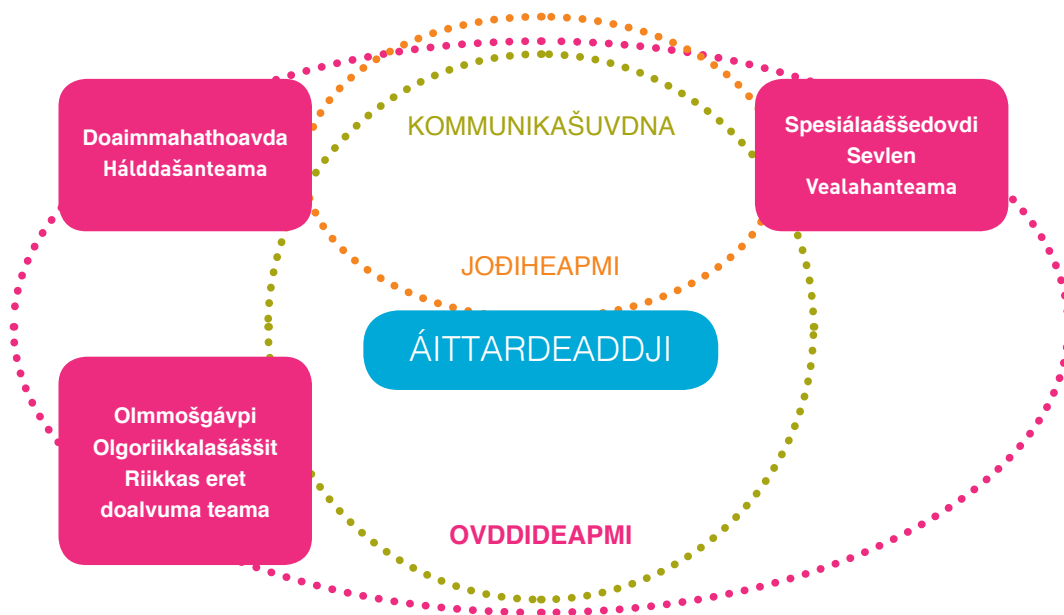 KOMMUNIKAŠUVDNA
Doaimmahathoavda
Hálddašanteama
Spesiálaáššedovdi
Sevlen
Vealahanteama
JOĐIHEAPMI
ÁITTARDEADDJI
Olmmošgávpi
Olgoriikkalašáššit
Riikkas eret
doalvuma teama
OVDDIDEAPMI